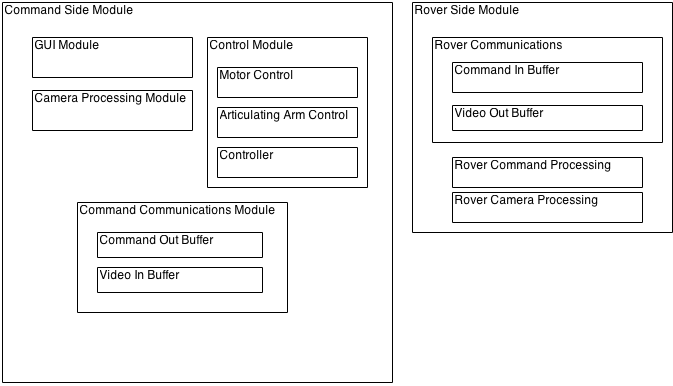 Command Side Module
GUI Module
Camera Processing Module
Control Module
Motor Control
Articulating Arm Control
Controller
Command Communications Module
Command Out Buffer
Video In Buffer
Rover Side Module
Rover Communications
Command In Buffer
Video Out Buffer
Rover Command Processing
Rover Camera Processing